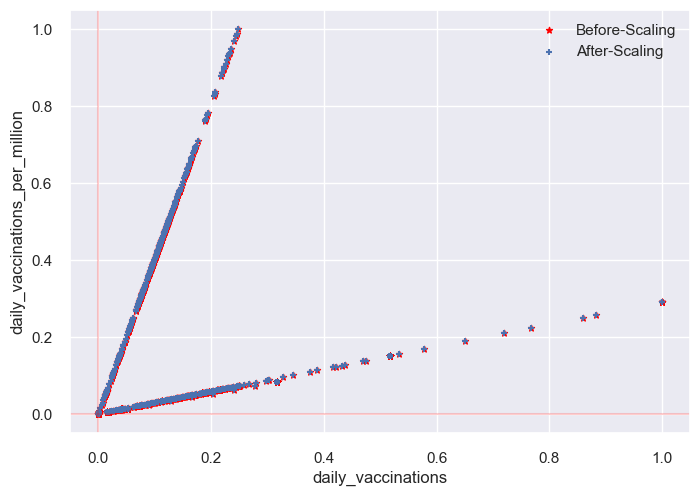 1.0
0.8
0.6
0.4
0.2
0.0
daily_vaccinations_per_million
Before-Scaling
After-Scaling
0.0 0.2 0.4 0.6 0.8 1.0
daily_vaccinations